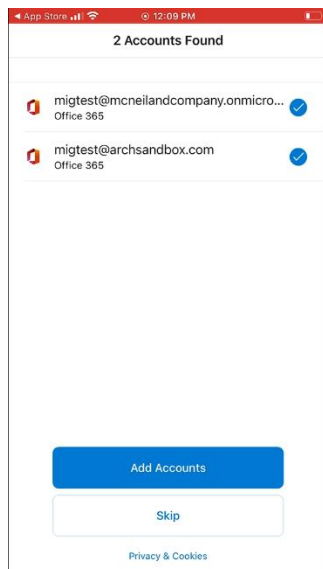 App Store 12:09 PM
2 Accounts Found
migtest@mcneilandcompany.onmicro...
Office 365
migtest@archsandbox.com
Office 365
Add Accounts
Skip
Privacy & Cookies